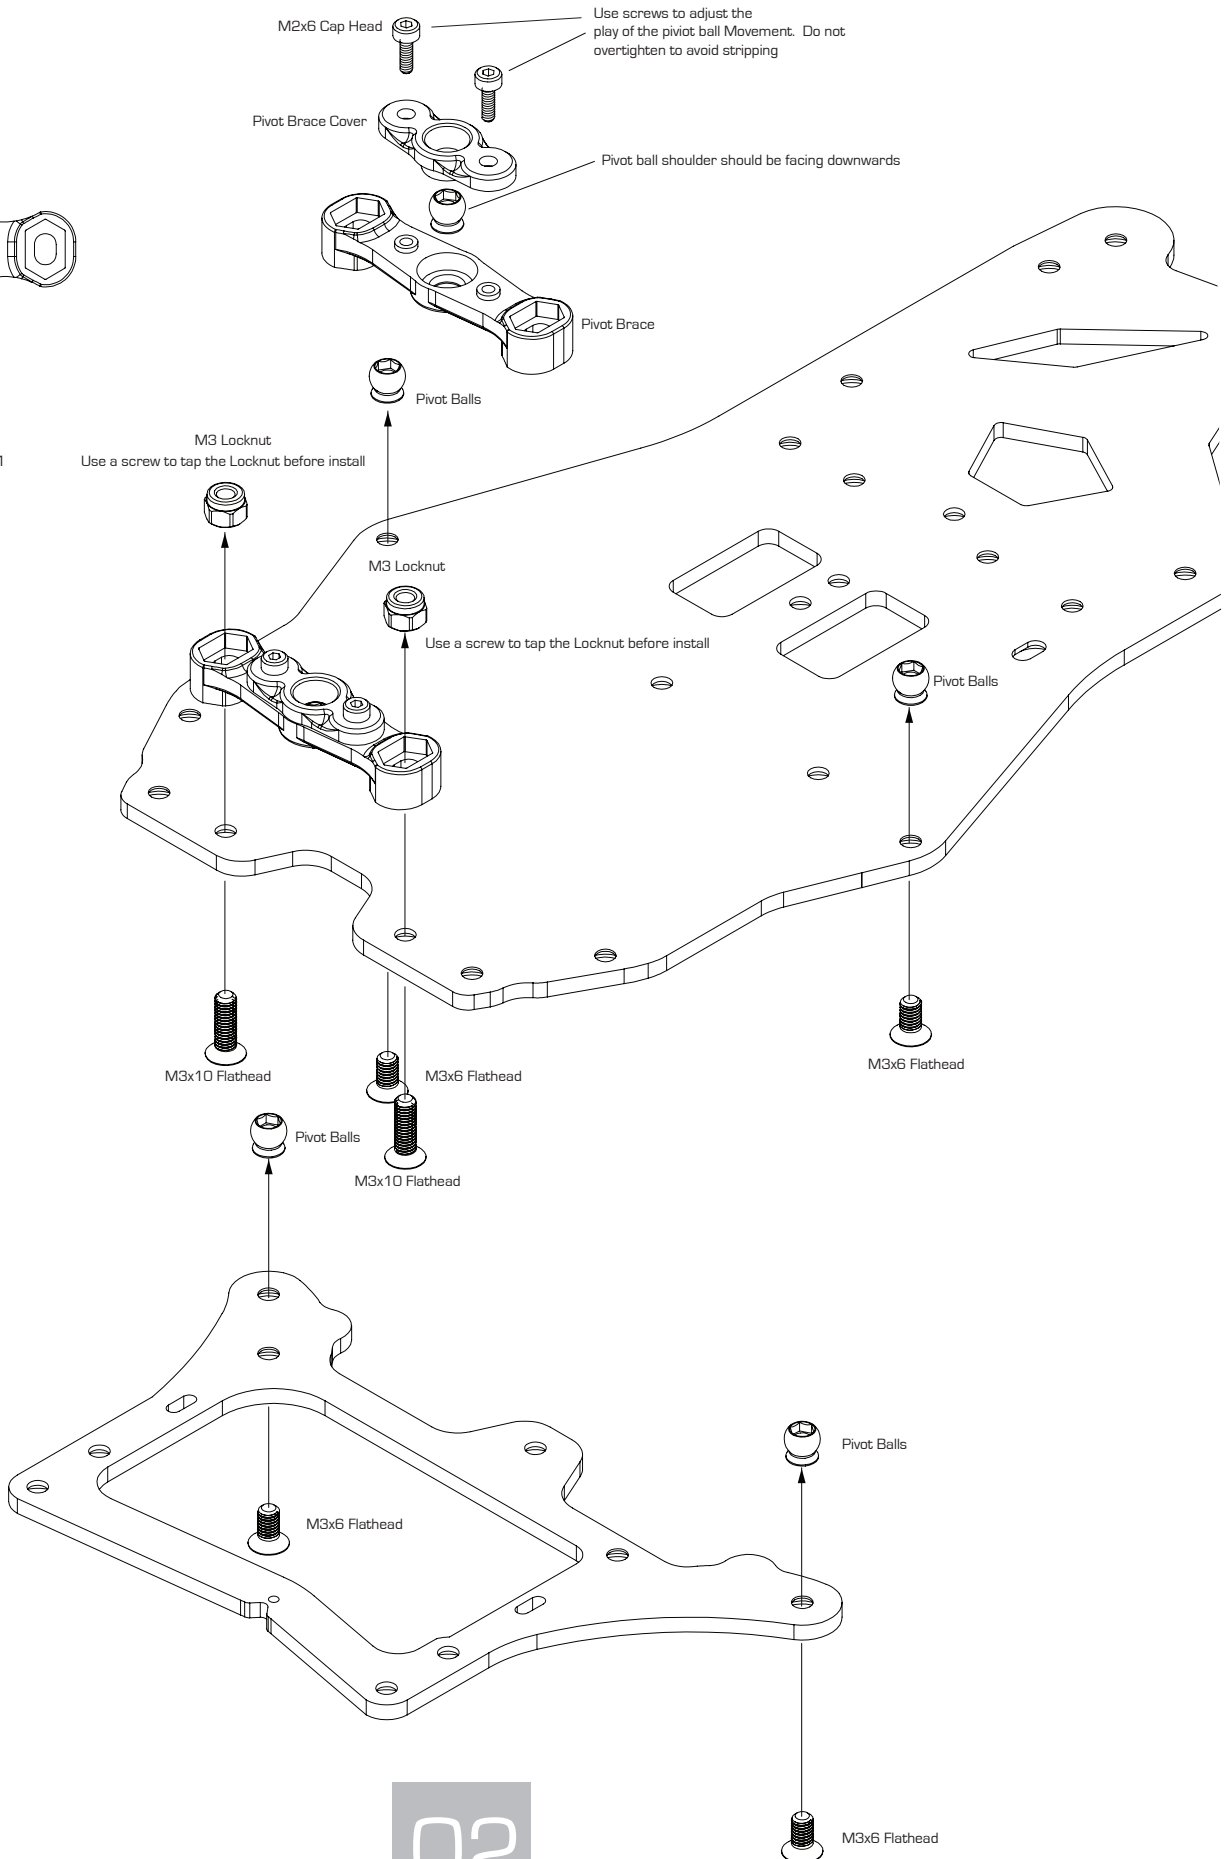 M2x6 Cap Head
Use screws to adjust the
play of the piviot ball Movement. Do not
overtighten to avoid stripping
Pivot Brace Cover
Pivot ball shoulder should be facing downwards
Pivot Brace
Pivot Balls
M3 Locknut
Use a screw to tap the Locknut before install
1
M3 Locknut
Use a screw to tap the Locknut before install
Pivot Balls
M3x6 Flathead
M3x10 Flathead
M3x6 Flathead
Pivot Balls
M3x10 Flathead
Pivot Balls
M3x6 Flathead
02
M3x6 Flathead